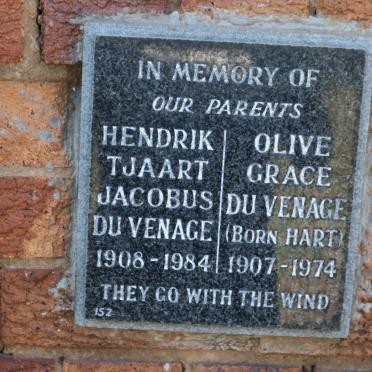 IN MEMORY OF
OUR PARENTS
HENDRIK
TJAART
JACOBUS
DU VENAGE
1908 - 1984
OLIVE
GRACE
DU VENAGE
(BORN HART)
1907 - 1974
THEY GO WITH THE WIND
152